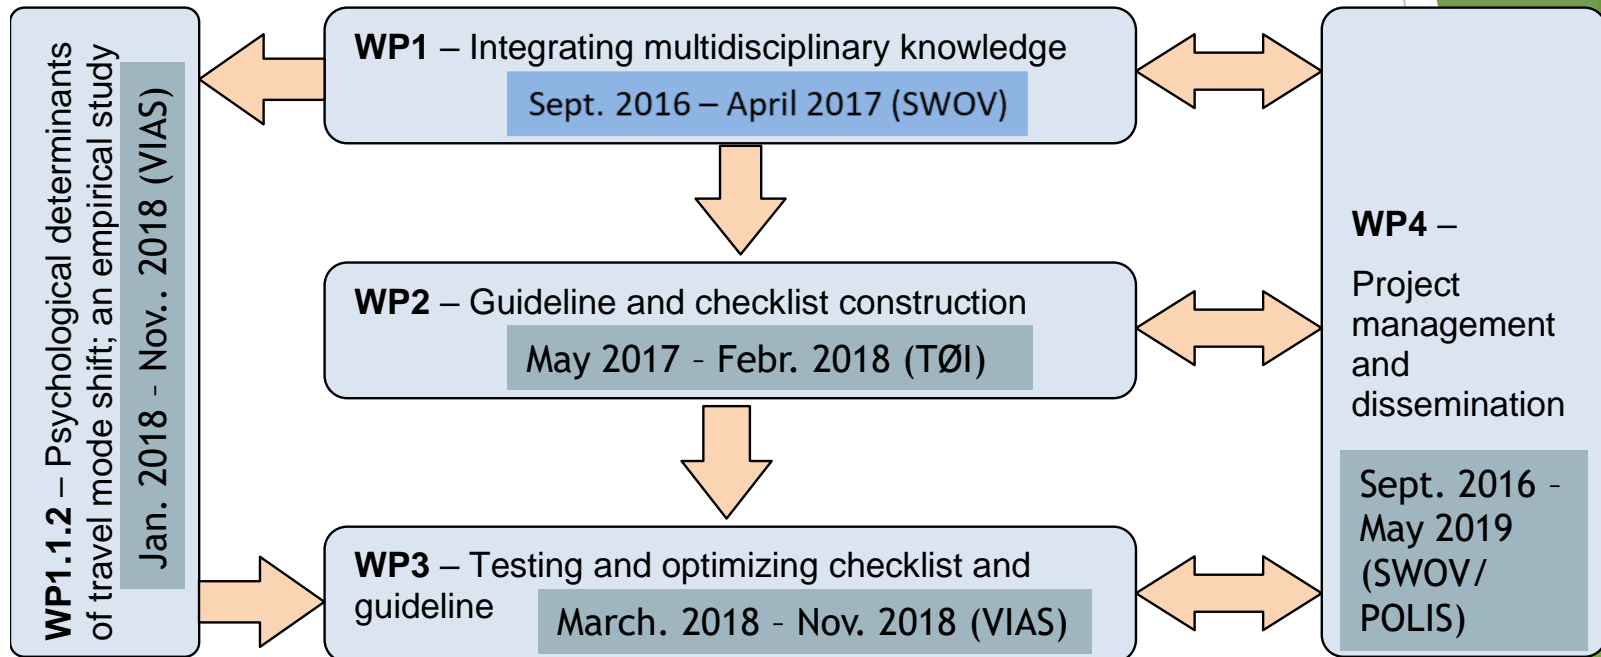 WP1.1.2 – Psychological determinants
of travel mode shift; an empirical study
Jan. 2018 - Nov.. 2018 (VIAS)
WP1 – Integrating multidisciplinary knowledge
Sept. 2016 – April 2017 (SWOV)
WP2 – Guideline and checklist construction
May 2017 - Febr. 2018 (TØI)
WP3 – Testing and optimizing checklist and
guideline
March. 2018 - Nov. 2018 (VIAS)
WP4 –
Project
management
and
dissemination
Sept. 2016 –
May 2019
(SWOV/
POLIS)